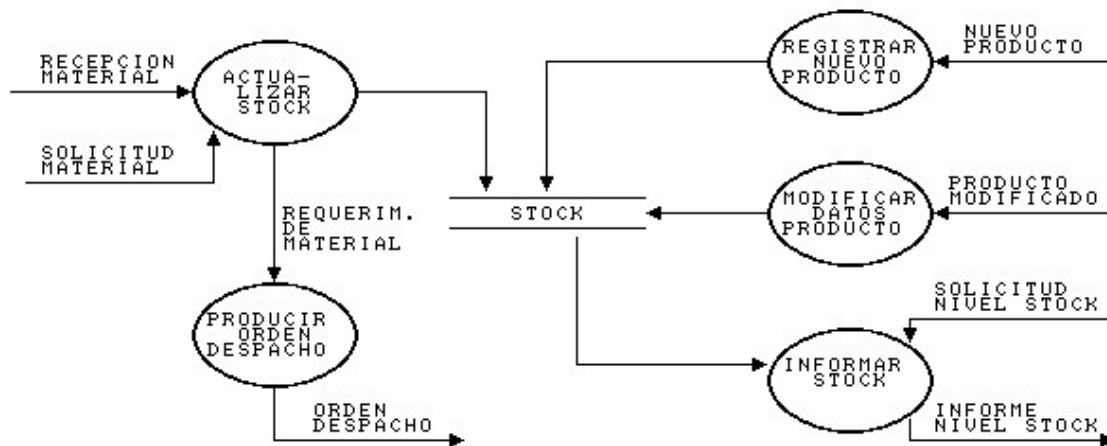 RECEPCION
MATERIAL
ACTUA-
LIZAR
STOCK
SOLICITUD
MATERIAL
REQUERIM.
DE
MATERIAL
PRODUCIR
ORDEN
DESPACHO
ORDEN
DESPACHO
STOCK
REGISTRAR
NUEVO
PRODUCTO
NUEVO
PRODUCTO
MODIFICAR
DATOS
PRODUCTO
PRODUCTO
MODIFICADO
SOLICITUD
NIVEL STOCK
INFORMAR
STOCK
INFORME
NIVEL STOCK